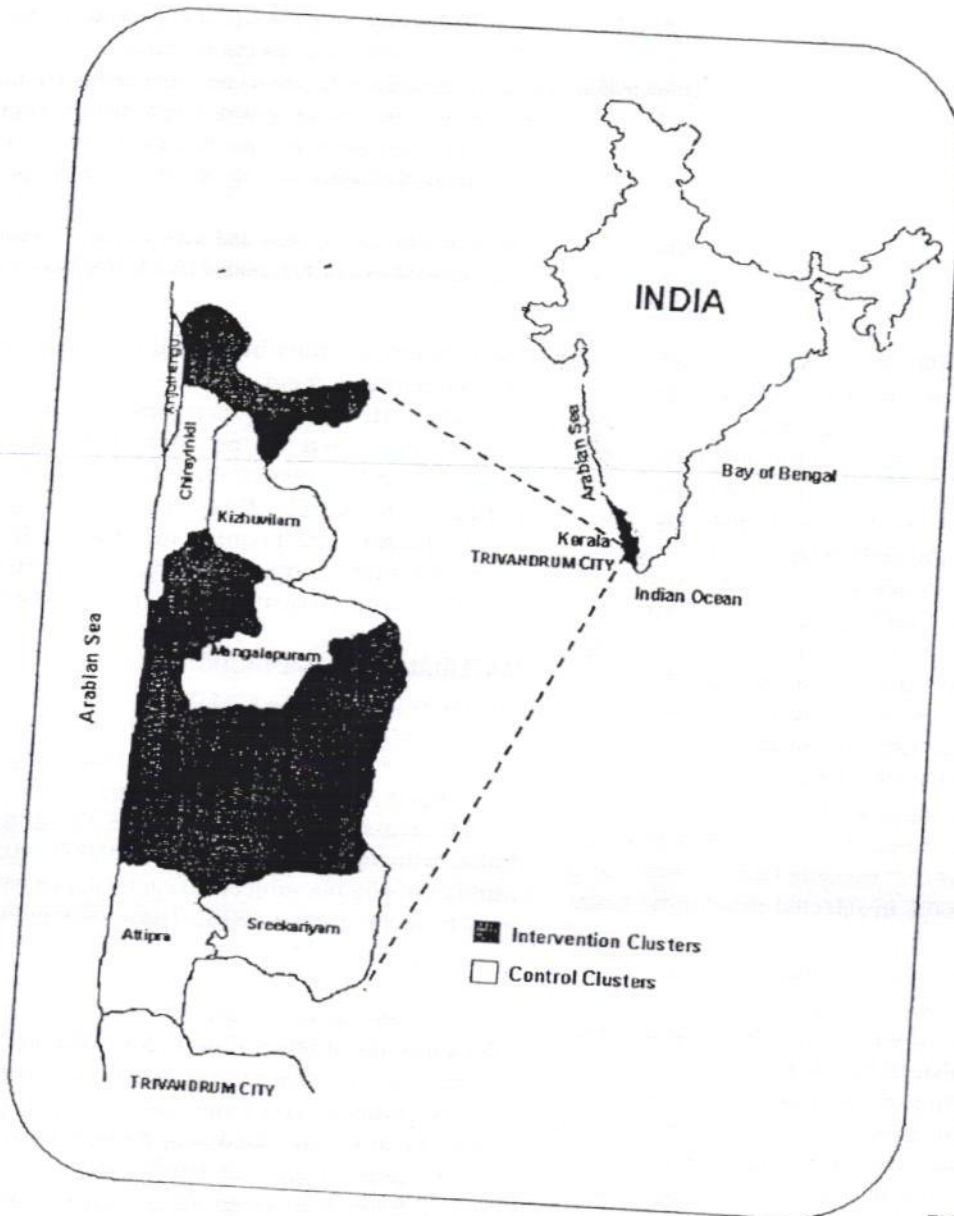 INDIA
Arabian Sea
Bay of Bengal
Kerala
TRIVANDRUM CITY
Indian Ocean
Anjuthengu
Chirayinkil
Kizhuvilam
Mangalapuram
Arabian Sea
Attipra
Sreekariyam
Intervention Clusters
Control Clusters
TRIVANDRUM CITY